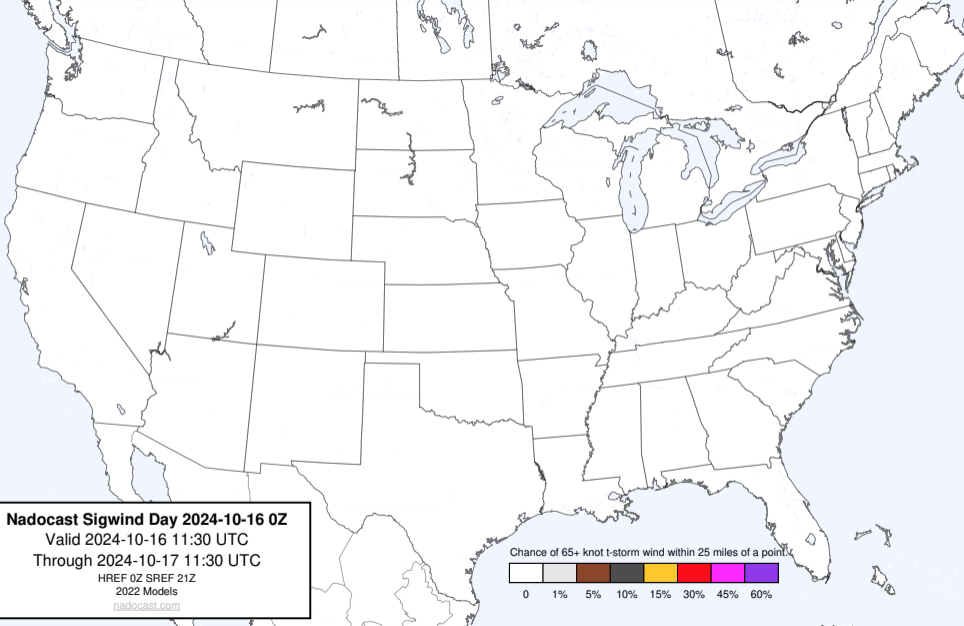 Nadocast Sigwind Day 2024-10-16 0Z
Valid 2024-10-16 11:30 UTC
Through 2024-10-17 11:30 UTC
HREF 0Z SREF 21Z
2022 Models
nadocast.com
Chance of 65+ knot t-storm wind within 25 miles of a point.
0 1% 5% 10% 15% 30% 45% 60%